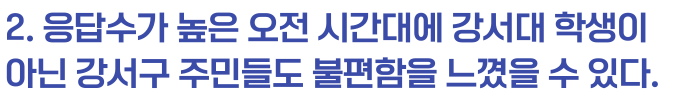 2. 응답수가 높은 오전 시간대에 강서대 학생이
아닌 강서구 주민들도 불편함을 느꼈을 수 있다.